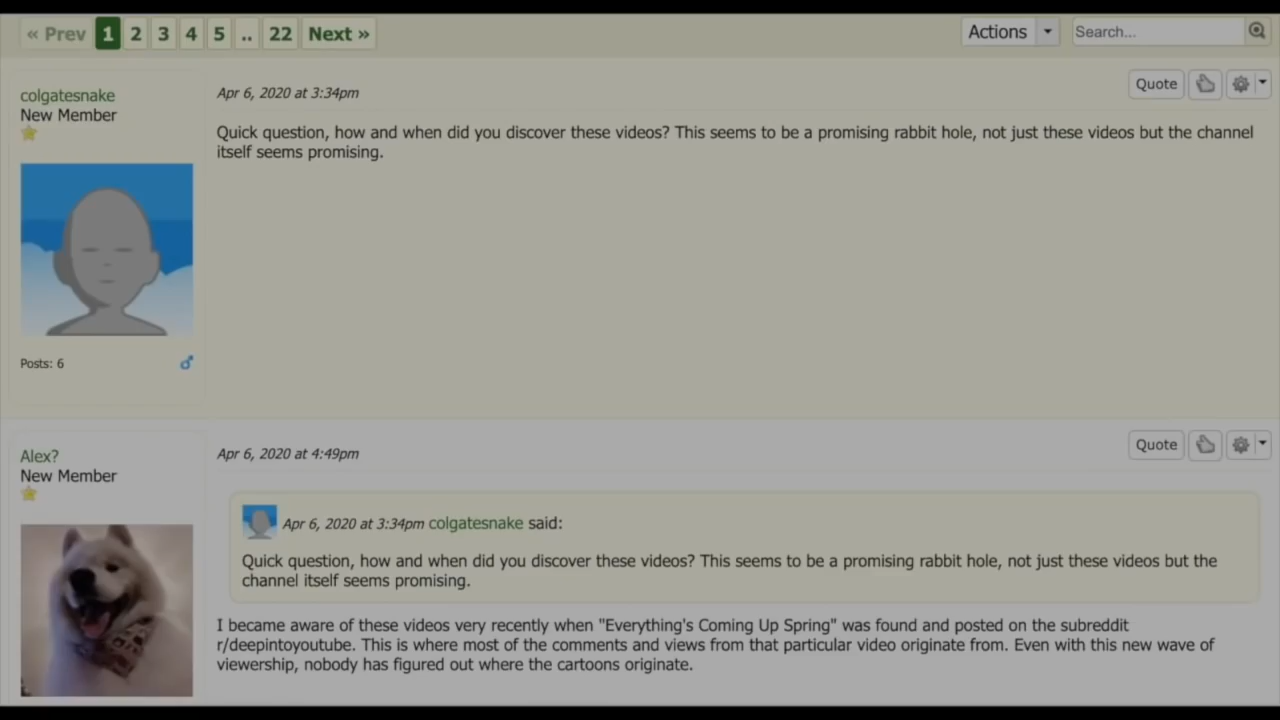 « Prev 1 2 3 4 5 .. 22 Next »
Actions
Search...
colgatesnake
New Member
Apr 6, 2020 at 3:34pm
Quote
Quick question, how and when did you discover these videos? This seems to be a promising rabbit hole, not just these videos but the channel
itself seems promising.
Posts: 6
Alex?
New Member
Apr 6, 2020 at 4:49pm
Quote
Apr 6, 2020 at 3:34pm colgatesnake said:
Quick question, how and when did you discover these videos? This seems to be a promising rabbit hole, not just these videos but the
channel itself seems promising.
I became aware of these videos very recently when "Everything's Coming Up Spring" was found and posted on the subreddit
r/deepintoyoutube. This is where most of the comments and views from that particular video originate from. Even with this new wave of
viewership, nobody has figured out where the cartoons originate.